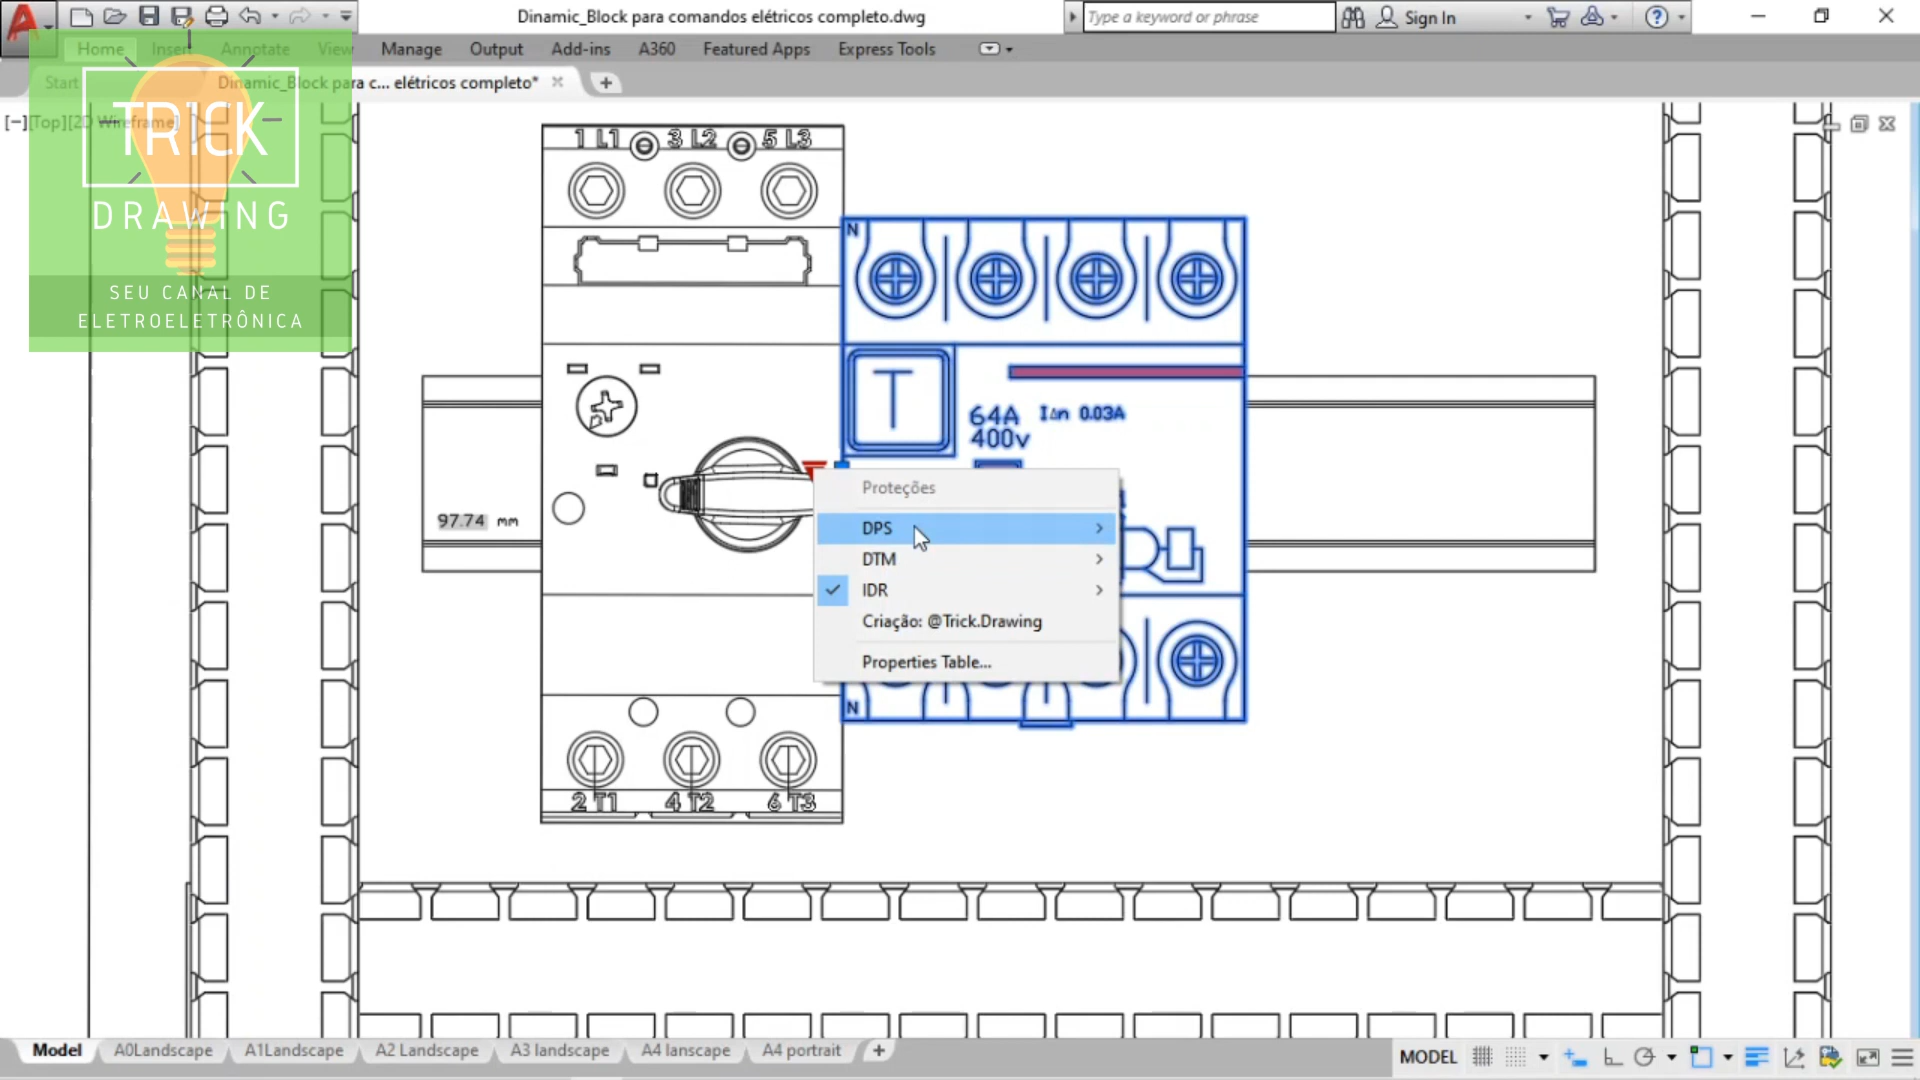 Dinamic_Block para comandos elétricos completo.dwg
Type a keyword or phrase
Sign In
Home Insert Annotate View Manage Output Add-ins A360 Featured Apps Express Tools
Start
Dinamic_Block para c... elétricos completo*
[−][Top][2D Wireframe]
TRICK
DRAWING
SEU CANAL DE
ELETROELETRÔNICA
1 L1 3 L2 5 L3
N
T
64A
400v
I∆n 0.03A
97.74 mm
Proteções
DPS
DTM
IDR
Criação: @Trick.Drawing
Properties Table...
N
2 T1 4 T2 6 T3
Model A0Landscape A1Landscape A2 Landscape A3 landscape A4 lanscape A4 portrait
MODEL